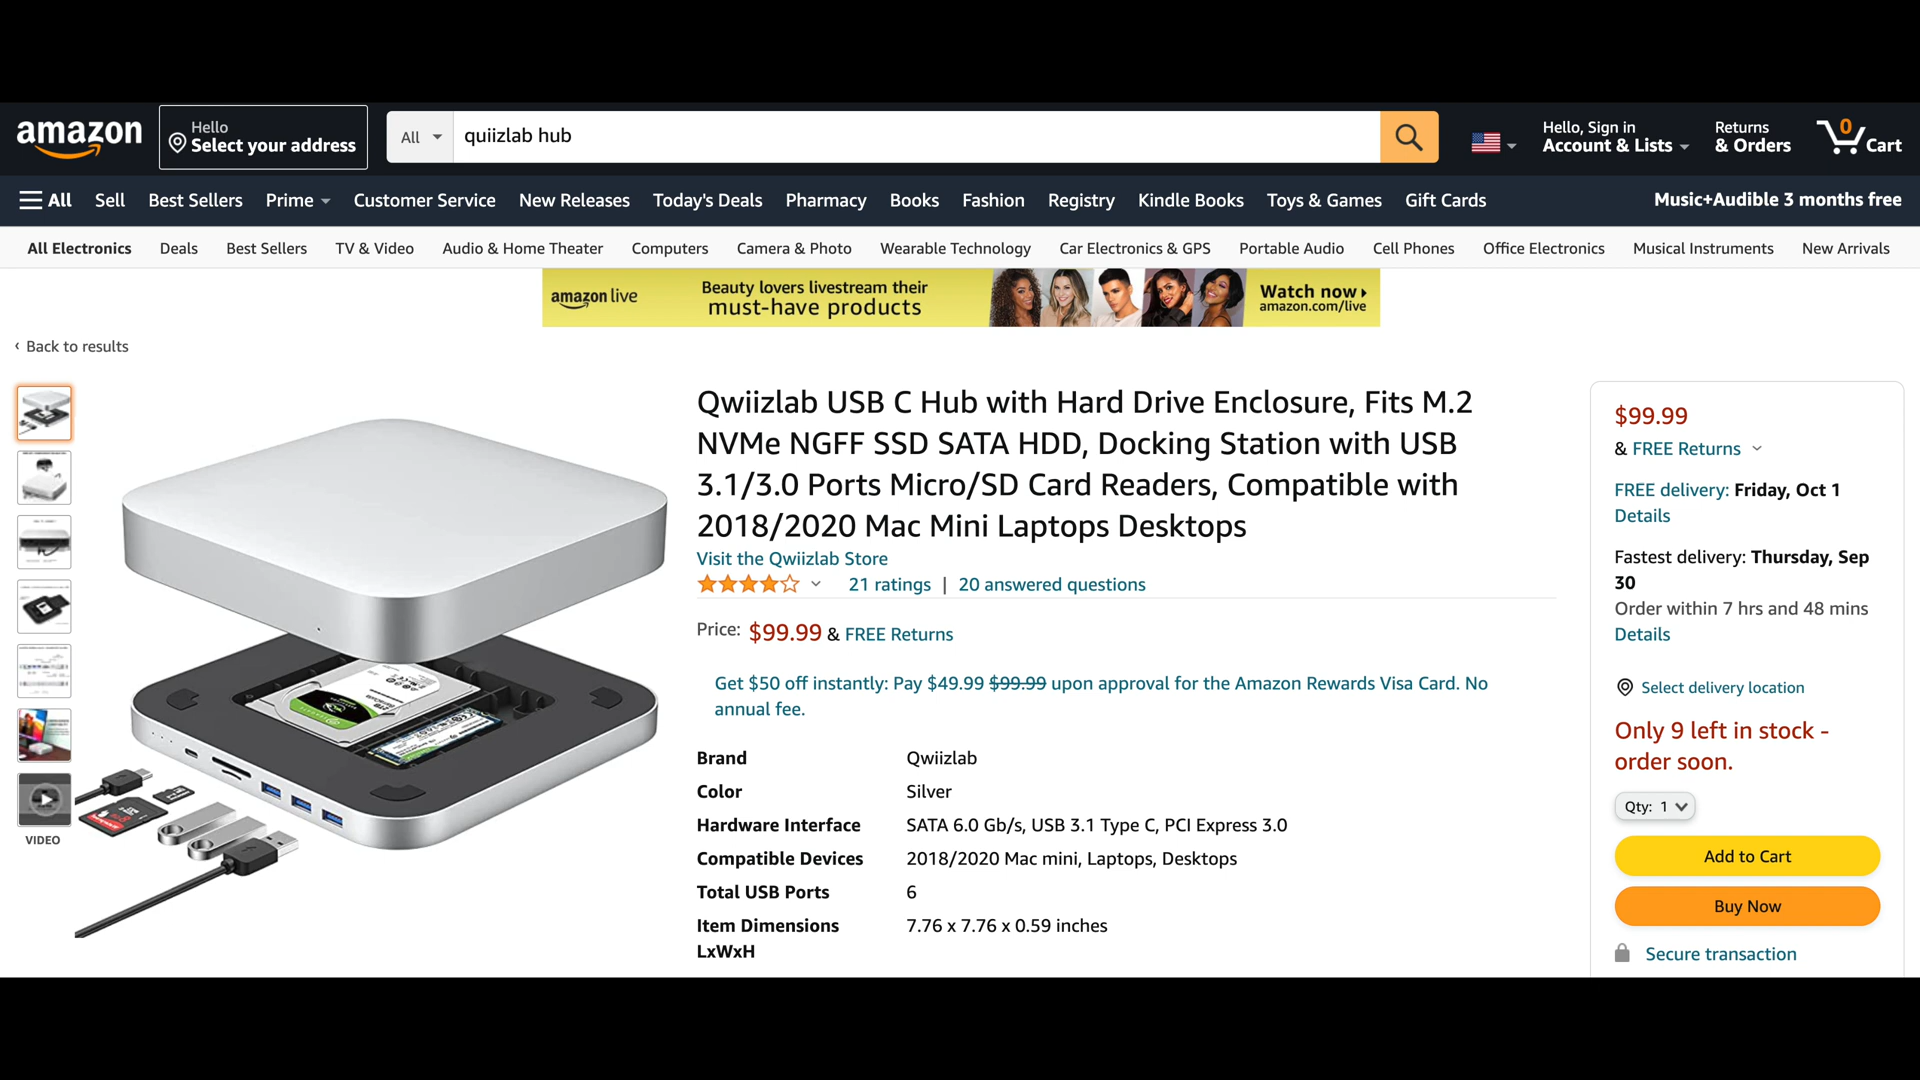 amazon
Hello
Select your address
All
quiizlab hub
Hello, Sign in
Account & Lists
Returns
& Orders
0
Cart
All
Sell
Best Sellers
Prime
Customer Service
New Releases
Today's Deals
Pharmacy
Books
Fashion
Registry
Kindle Books
Toys & Games
Gift Cards
Music+Audible 3 months free
All Electronics
Deals
Best Sellers
TV & Video
Audio & Home Theater
Computers
Camera & Photo
Wearable Technology
Car Electronics & GPS
Portable Audio
Cell Phones
Office Electronics
Musical Instruments
New Arrivals
amazon live
Beauty lovers livestream their
must-have products
Watch now
amazon.com/live
‹ Back to results
VIDEO
Qwiizlab USB C Hub with Hard Drive Enclosure, Fits M.2
NVMe NGFF SSD SATA HDD, Docking Station with USB
3.1/3.0 Ports Micro/SD Card Readers, Compatible with
2018/2020 Mac Mini Laptops Desktops
Visit the Qwiizlab Store
21 ratings | 20 answered questions
Price: $99.99 & FREE Returns
Get $50 off instantly: Pay $49.99 $99.99 upon approval for the Amazon Rewards Visa Card. No
annual fee.
Brand Qwiizlab
Color Silver
Hardware Interface SATA 6.0 Gb/s, USB 3.1 Type C, PCI Express 3.0
Compatible Devices 2018/2020 Mac mini, Laptops, Desktops
Total USB Ports 6
Item Dimensions 7.76 x 7.76 x 0.59 inches
LxWxH
$99.99
& FREE Returns
FREE delivery: Friday, Oct 1
Details
Fastest delivery: Thursday, Sep
30
Order within 7 hrs and 48 mins
Details
Select delivery location
Only 9 left in stock -
order soon.
Qty: 1
Add to Cart
Buy Now
Secure transaction